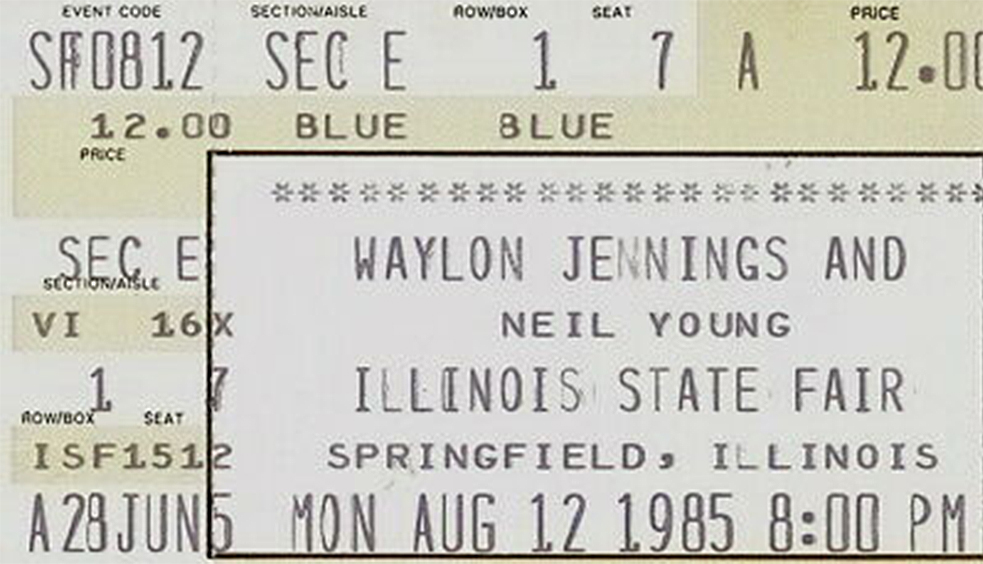 EVENT CODE SECTION/AISLE ROW/BOX SEAT PRICE
SF0812 SEC E 1 7 A 12.00
12.00 BLUE BLUE
PRICE
*************************
SEC E WAYLON JENNINGS AND
SECTION/AISLE
VI 16X NEIL YOUNG
1 7 ILLINOIS STATE FAIR
ROW/BOX SEAT
ISF1512 SPRINGFIELD, ILLINOIS
A28JUN5 MON AUG 12 1985 8:00 PM